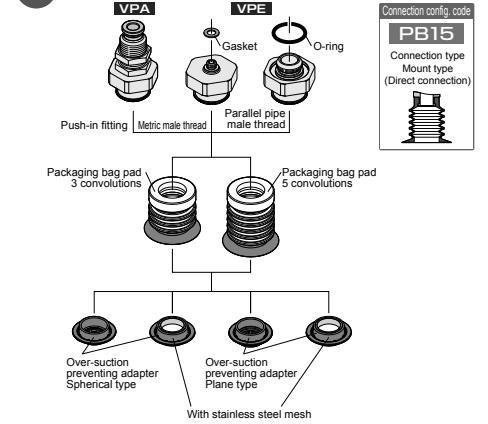 VPA
VPE
Connection config. code
PB15
Connection type
Mount type
(Direct connection)
Gasket
O-ring
Push-in fitting
Metric male thread
Parallel pipe
male thread
Packaging bag pad
3 convolutions
Packaging bag pad
5 convolutions
Over-suction
preventing adapter
Spherical type
Over-suction
preventing adapter
Plane type
With stainless steel mesh